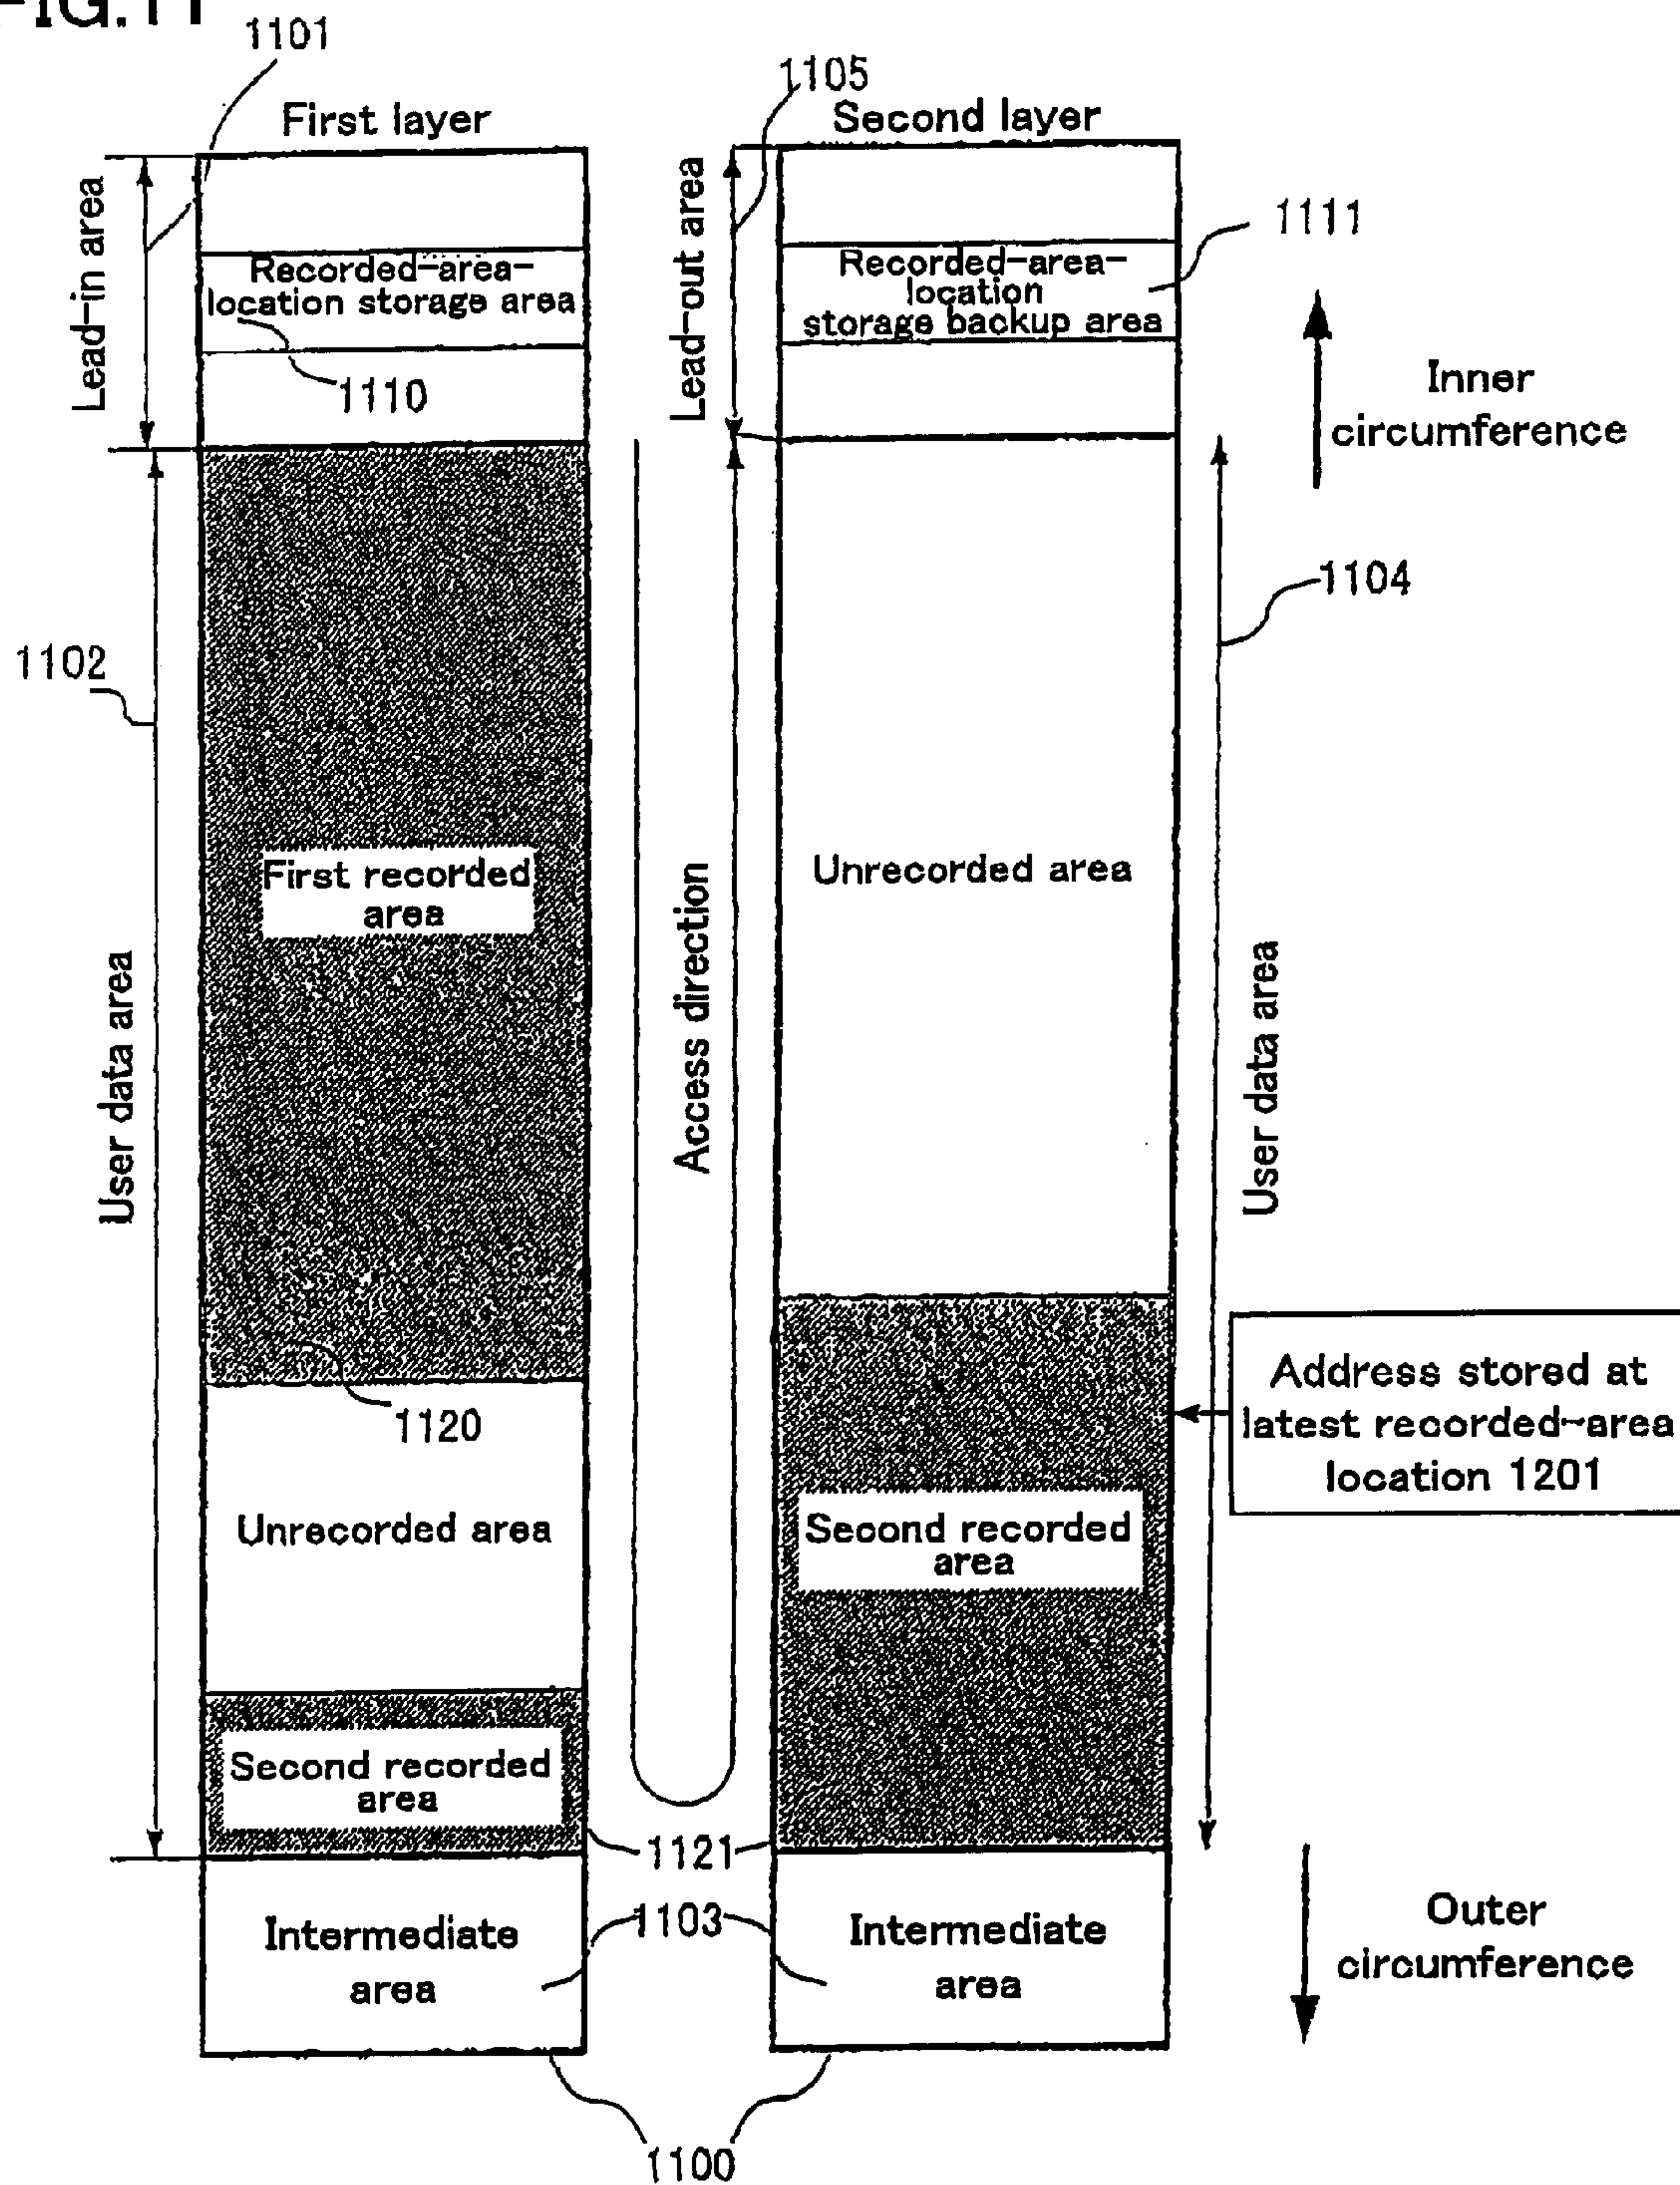 FIG.11
1101
First layer
1105
Second layer
Lead-in area
Recorded-area-
location storage area
1110
Lead-out area
Recorded-area-
location
storage backup area
1111
Inner
circumference
1104
1102
User data area
First recorded
area
1120
Unrecorded area
Second recorded
area
Access direction
Unrecorded area
Second recorded
area
User data area
Address stored at
latest recorded-area
location 1201
1121
1103
Intermediate
area
Intermediate
area
Outer
circumference
1100